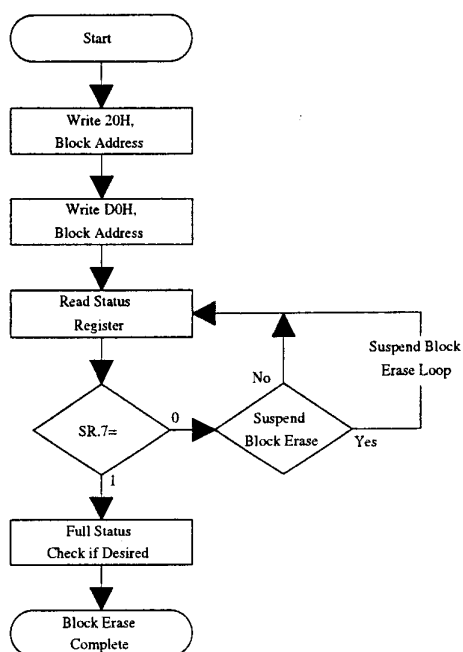 Start
Write 20H,
Block Address
Write D0H,
Block Address
Read Status
Register
Suspend Block
Erase Loop
No
SR.7=
0
Suspend
Block Erase
Yes
1
Full Status
Check if Desired
Block Erase
Complete